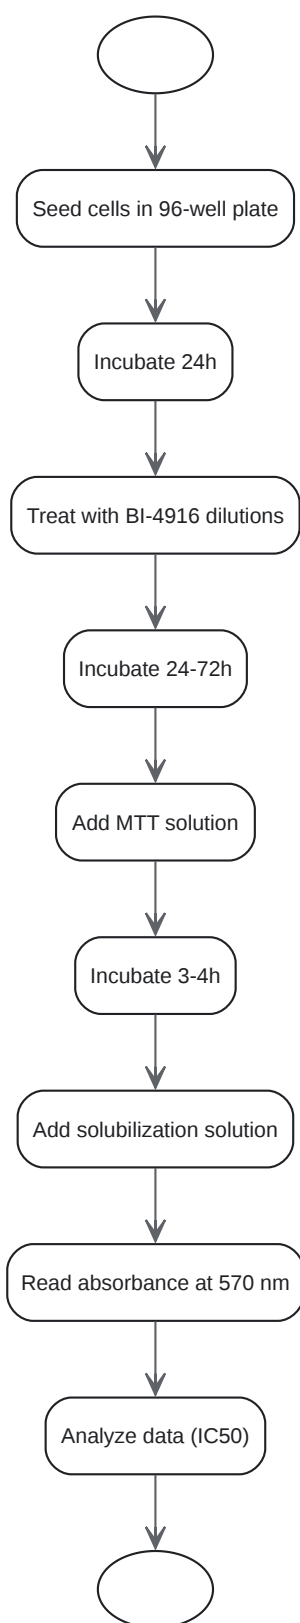 Seed cells in 96-well plate
Incubate 24h
Treat with BI-4916 dilutions
Incubate 24-72h
Add MTT solution
Incubate 3-4h
Add solubilization solution
Read absorbance at 570 nm
Analyze data (IC50)